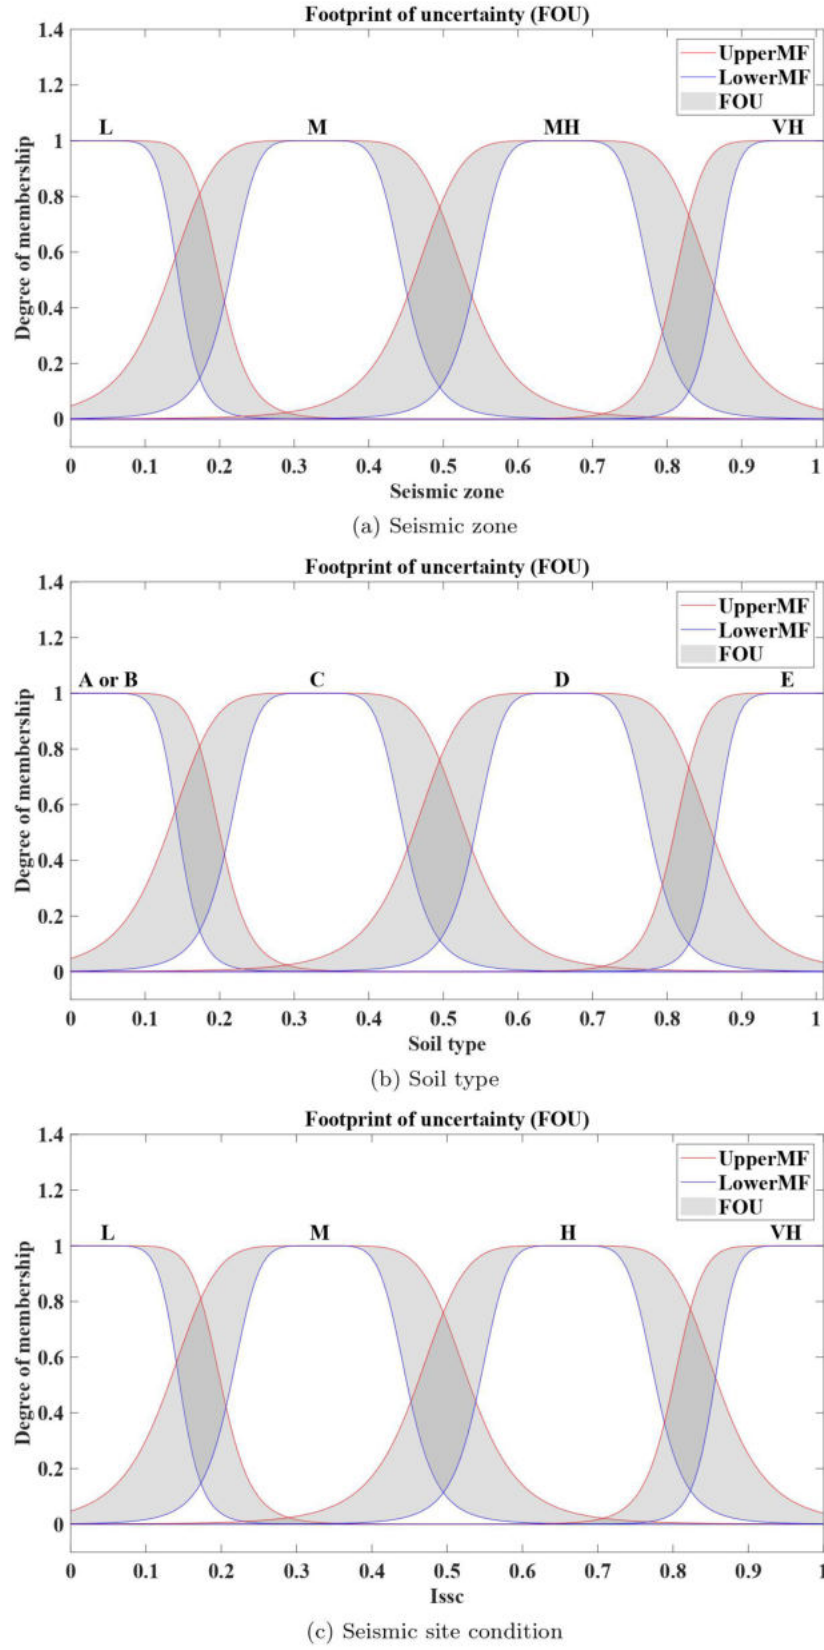 Footprint of uncertainty (FOU)
1.4
1.2
1
0.8
0.6
0.4
0.2
0
Degree of membership
UpperMF
LowerMF
FOU
L M MH VH
0 0.1 0.2 0.3 0.4 0.5 0.6 0.7 0.8 0.9 1
Seismic zone
(a) Seismic zone
Footprint of uncertainty (FOU)
1.4
1.2
1
0.8
0.6
0.4
0.2
0
Degree of membership
UpperMF
LowerMF
FOU
A or B C D E
0 0.1 0.2 0.3 0.4 0.5 0.6 0.7 0.8 0.9 1
Soil type
(b) Soil type
Footprint of uncertainty (FOU)
1.4
1.2
1
0.8
0.6
0.4
0.2
0
Degree of membership
UpperMF
LowerMF
FOU
L M H VH
0 0.1 0.2 0.3 0.4 0.5 0.6 0.7 0.8 0.9 1
Issc
(c) Seismic site condition